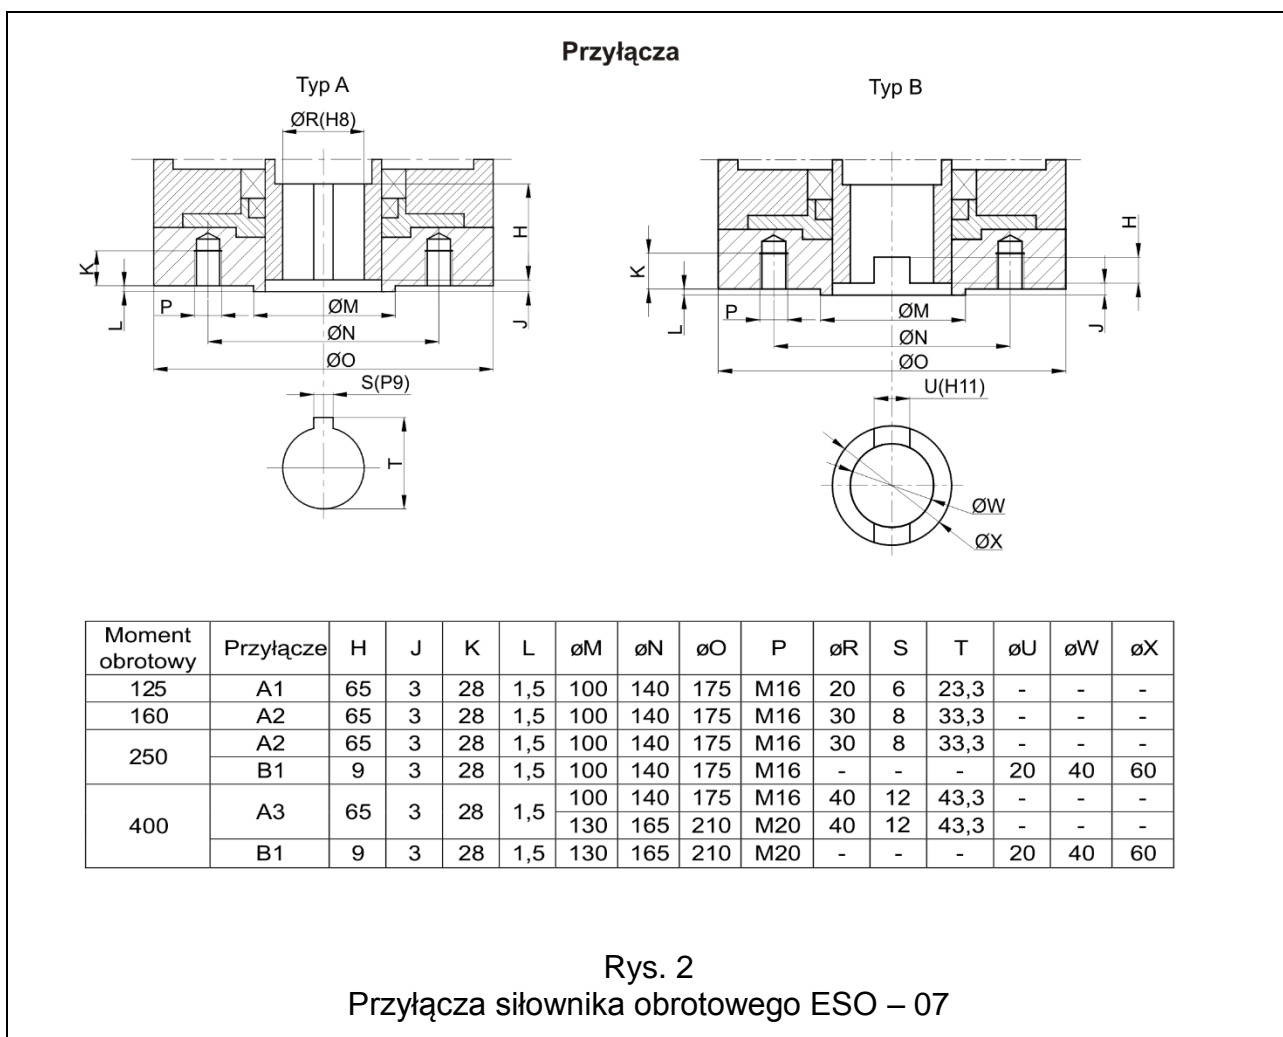 Przyłącza
Typ A
Typ B
ØR(H8)
H
K
L
P
ØM
J
ØN
ØO
S(P9)
T
H
K
L
P
ØM
J
ØN
ØO
U(H11)
ØW
ØX
Moment obrotowy Przyłącze H J K L øM øN øO P øR S T øU øW øX
125 A1 65 3 28 1,5 100 140 175 M16 20 6 23,3 - - -
160 A2 65 3 28 1,5 100 140 175 M16 30 8 33,3 - - -
250 A2 65 3 28 1,5 100 140 175 M16 30 8 33,3 - - -
B1 9 3 28 1,5 100 140 175 M16 - - - 20 40 60
400 A3 65 3 28 1,5 100 140 175 M16 40 12 43,3 - - -
130 165 210 M20 40 12 43,3 - - -
B1 9 3 28 1,5 130 165 210 M20 - - - 20 40 60
Rys. 2
Przyłącza siłownika obrotowego ESO – 07